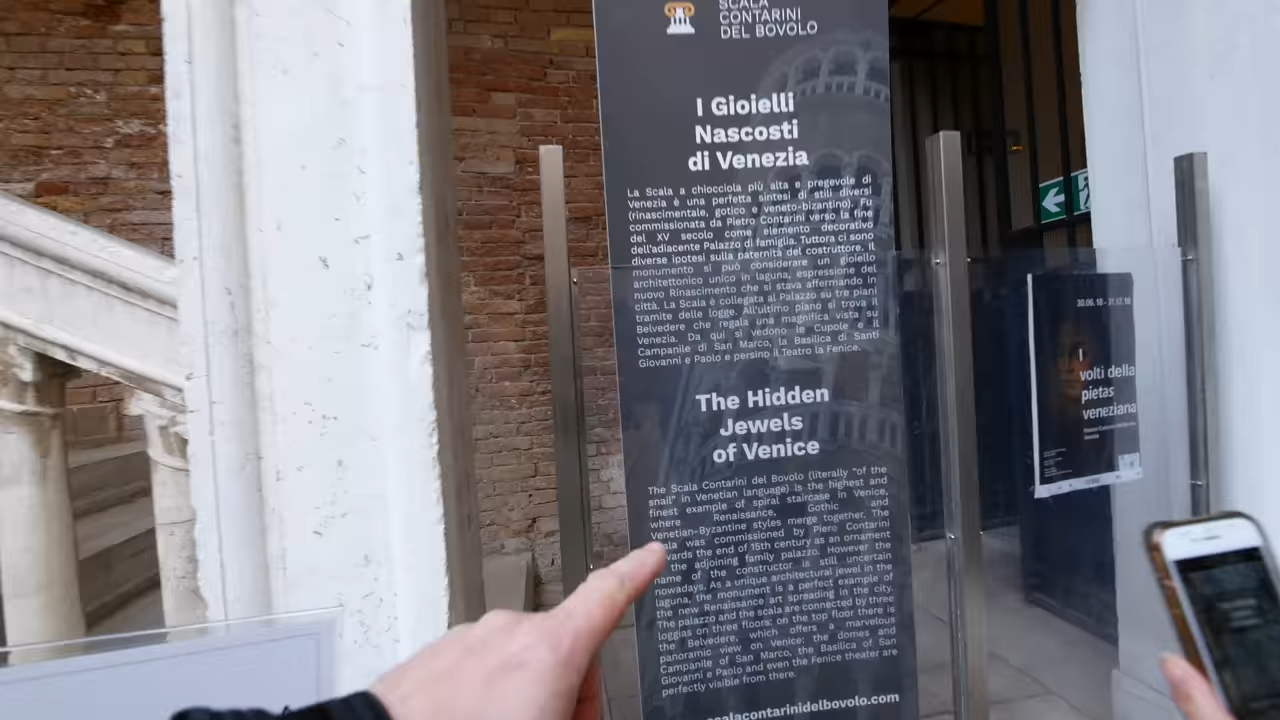 SCALA
CONTARINI
DEL BOVOLO
I Gioielli
Nascosti
di Venezia
La Scala a chiocciola più alta e pregevole di
Venezia è una perfetta sintesi di stili diversi
(rinascimentale, gotico e veneto-bizantino). Fu
commissionata da Pietro Contarini verso la fine
del XV secolo come elemento decorativo
dell'adiacente Palazzo di famiglia. Tuttora ci sono
diverse ipotesi sulla paternità del costruttore. Il
monumento si può considerare un gioiello
architettonico unico in laguna, espressione del
nuovo Rinascimento che si stava affermando in
città. La Scala è collegata al Palazzo su tre piani
tramite delle logge. All'ultimo piano si trova il
Belvedere che regala una magnifica vista su
Venezia. Da qui si vedono le Cupole e il
Campanile di San Marco, la Basilica di Santi
Giovanni e Paolo e persino il Teatro la Fenice.
The Hidden
Jewels
of Venice
The Scala Contarini del Bovolo (literally "of the
snail" in Venetian language) is the highest and
finest example of spiral staircase in Venice,
where Renaissance, Gothic and
Venetian-Byzantine styles merge together. The
was commissioned by Piero Contarini
the end of 15th century as an ornament
the adjoining family palazzo. However the
name of the constructor is still uncertain
nowadays. As a unique architectural jewel in the
laguna, the monument is a perfect example of
the new Renaissance art spreading in the city.
The palazzo and the scala are connected by three
loggias on three floors: on the top floor there is
the Belvedere, which offers a marvelous
panoramic view on Venice: the domes and
Campanile of San Marco, the Basilica of San
Giovanni e Paolo and even the Fenice theater are
perfectly visible from there.
scalacontarinidelbovolo.com
30.06.18 - 31.12.18
I
volti della
pietas
veneziana